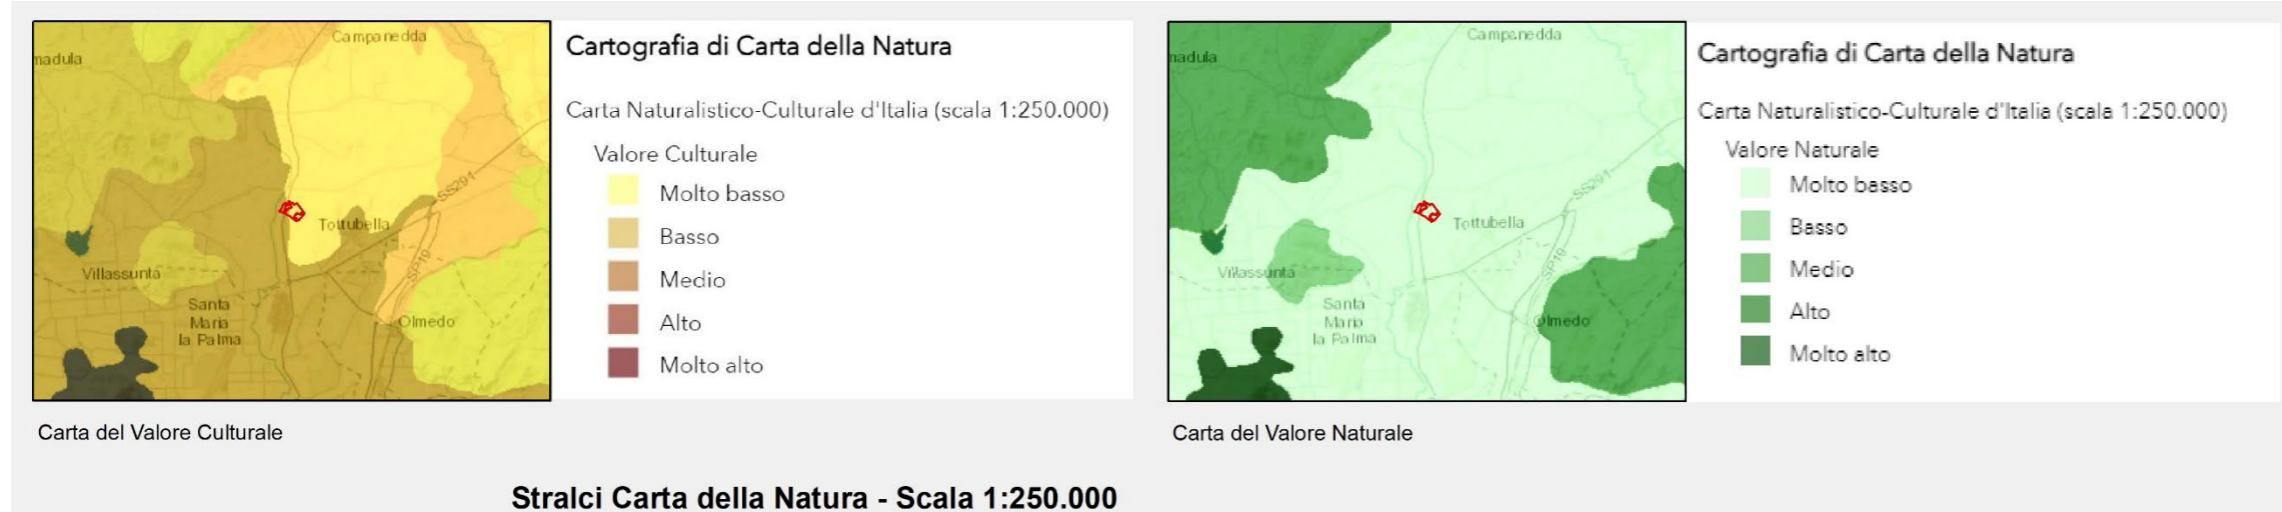 Campanedda
madula
SS291
Tottubella
Villassunta
SP19
Santa
Maria
la Palma
Olmedo
Cartografia di Carta della Natura
Carta Naturalistico-Culturale d'Italia (scala 1:250.000)
Valore Culturale
Molto basso
Basso
Medio
Alto
Molto alto
Carta del Valore Culturale
Campanedda
madula
SS291
Tottubella
Villassunta
SP19
Santa
Maria
la Palma
Olmedo
Cartografia di Carta della Natura
Carta Naturalistico-Culturale d'Italia (scala 1:250.000)
Valore Naturale
Molto basso
Basso
Medio
Alto
Molto alto
Carta del Valore Naturale
Stralci Carta della Natura - Scala 1:250.000